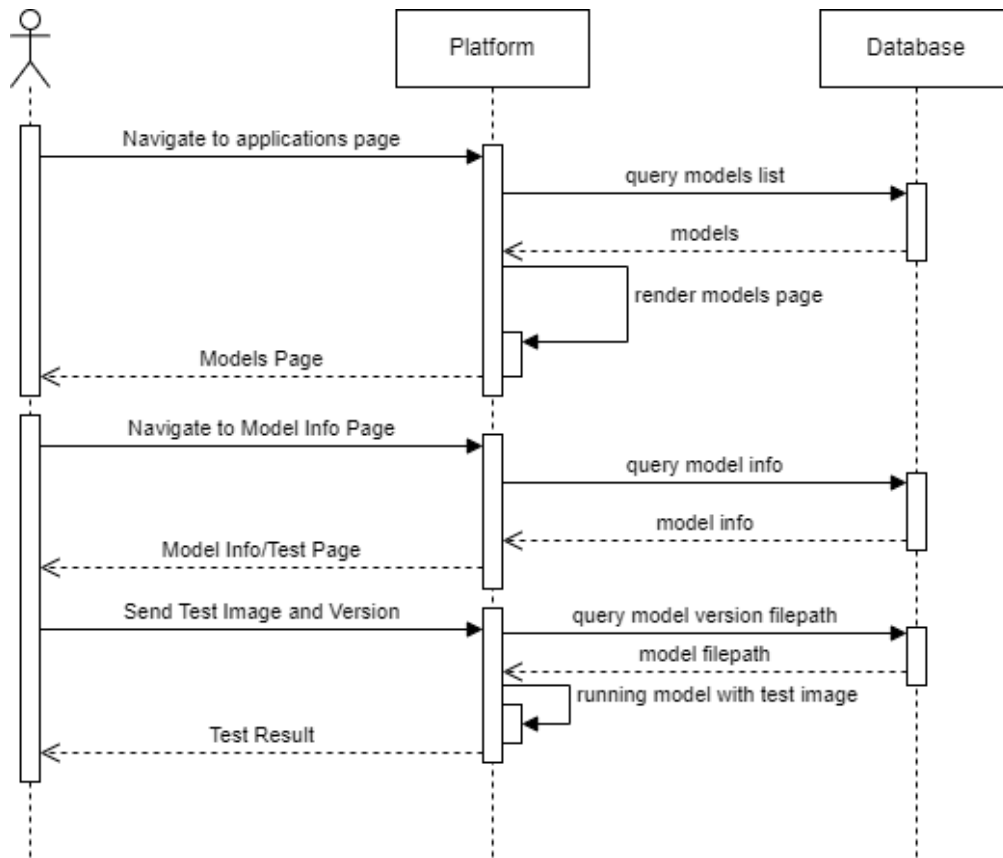 Platform
Database
Navigate to applications page
query models list
models
render models page
Models Page
Navigate to Model Info Page
query model info
model info
Model Info/Test Page
Send Test Image and Version
query model version filepath
model filepath
running model with test image
Test Result